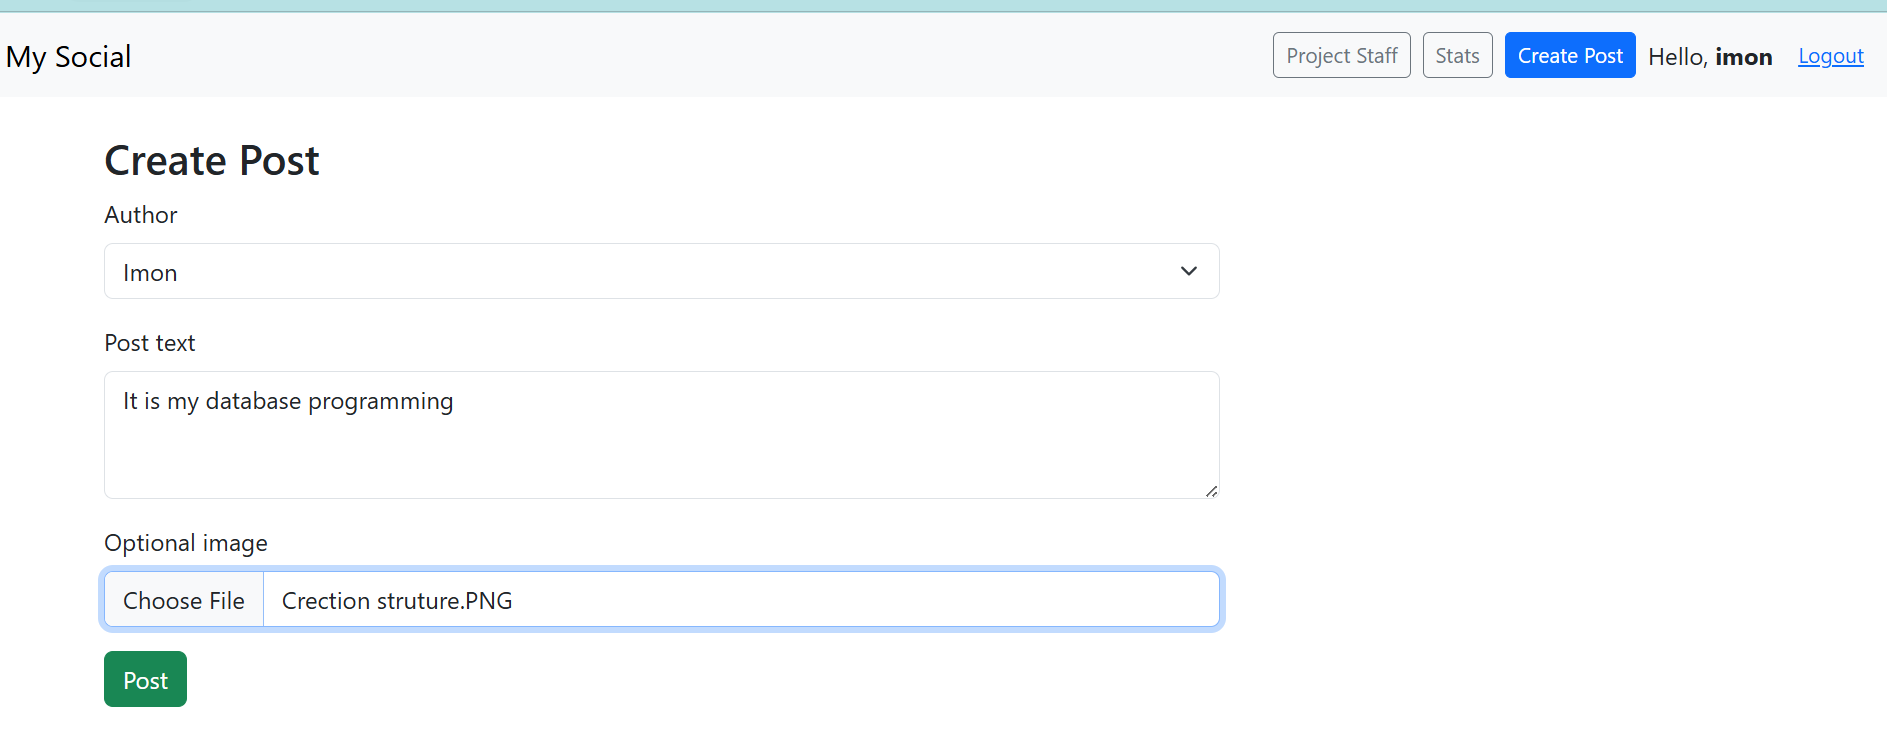 My Social
Project Staff Stats Create Post Hello, imon Logout
Create Post
Author
Imon
Post text
It is my database programming
Optional image
Choose File Crection struture.PNG
Post